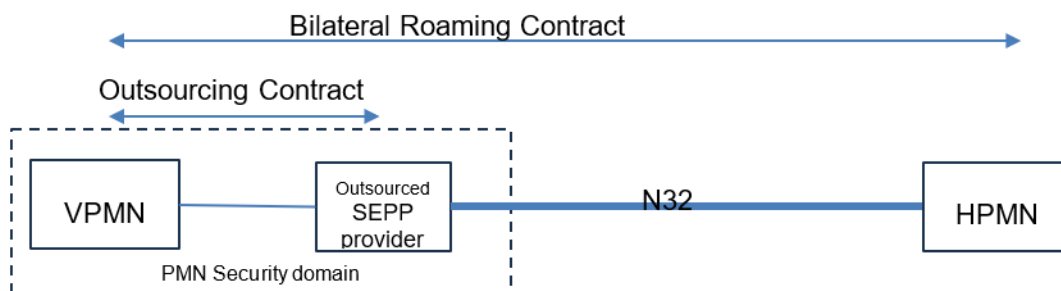 Bilateral Roaming Contract
Outsourcing Contract
VPMN
Outsourced
SEPP
provider
N32
HPMN
PMN Security domain